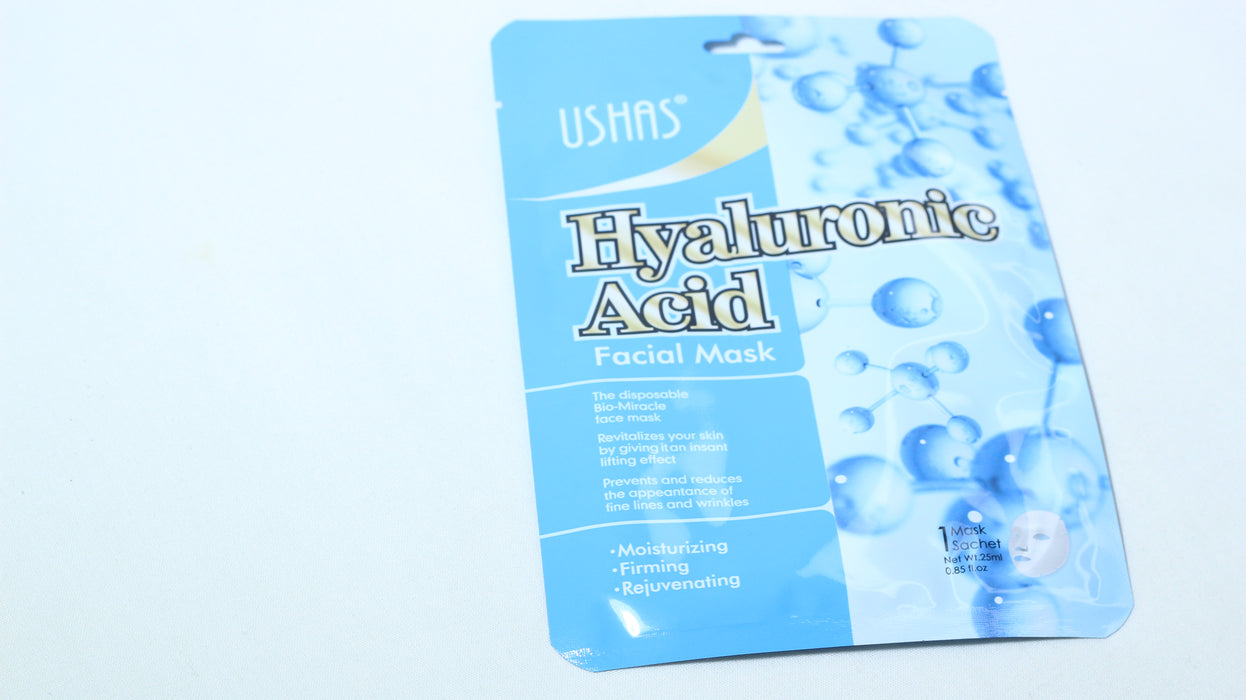 USHAS®
Hyaluronic
Acid
Facial Mask
The disposable
Bio-Miracle
face mask
Revitalizes your skin
by giving it an insant
lifting effect
Prevents and reduces
the appeantance of
fine lines and wrinkles
•Moisturizing
•Firming
•Rejuvenating
1 Mask
Sachet
Net Wt.25ml
0.85 fl.oz